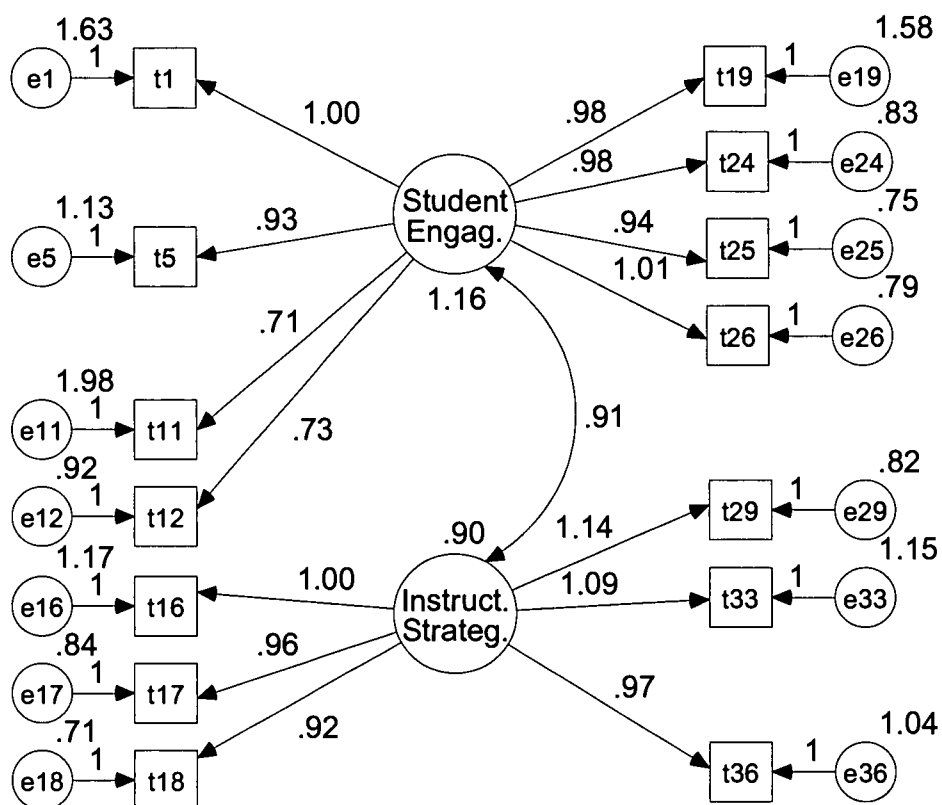 1.63
e1
1
t1
1.00
1.13
e5
1
t5
.93
1.98
e11
1
t11
.71
.92
e12
1
t12
.73
1.17
e16
1
t16
1.00
.84
e17
1
t17
.96
.71
e18
1
t18
.92
Student
Engag.
1.16
.91
.90
Instruct.
Strateg.
.98
t19
1
e19
1.58
.98
t24
1
e24
.83
.94
t25
1
e25
.75
1.01
t26
1
e26
.79
1.14
t29
1
e29
.82
1.09
t33
1
e33
1.15
.97
t36
1
e36
1.04